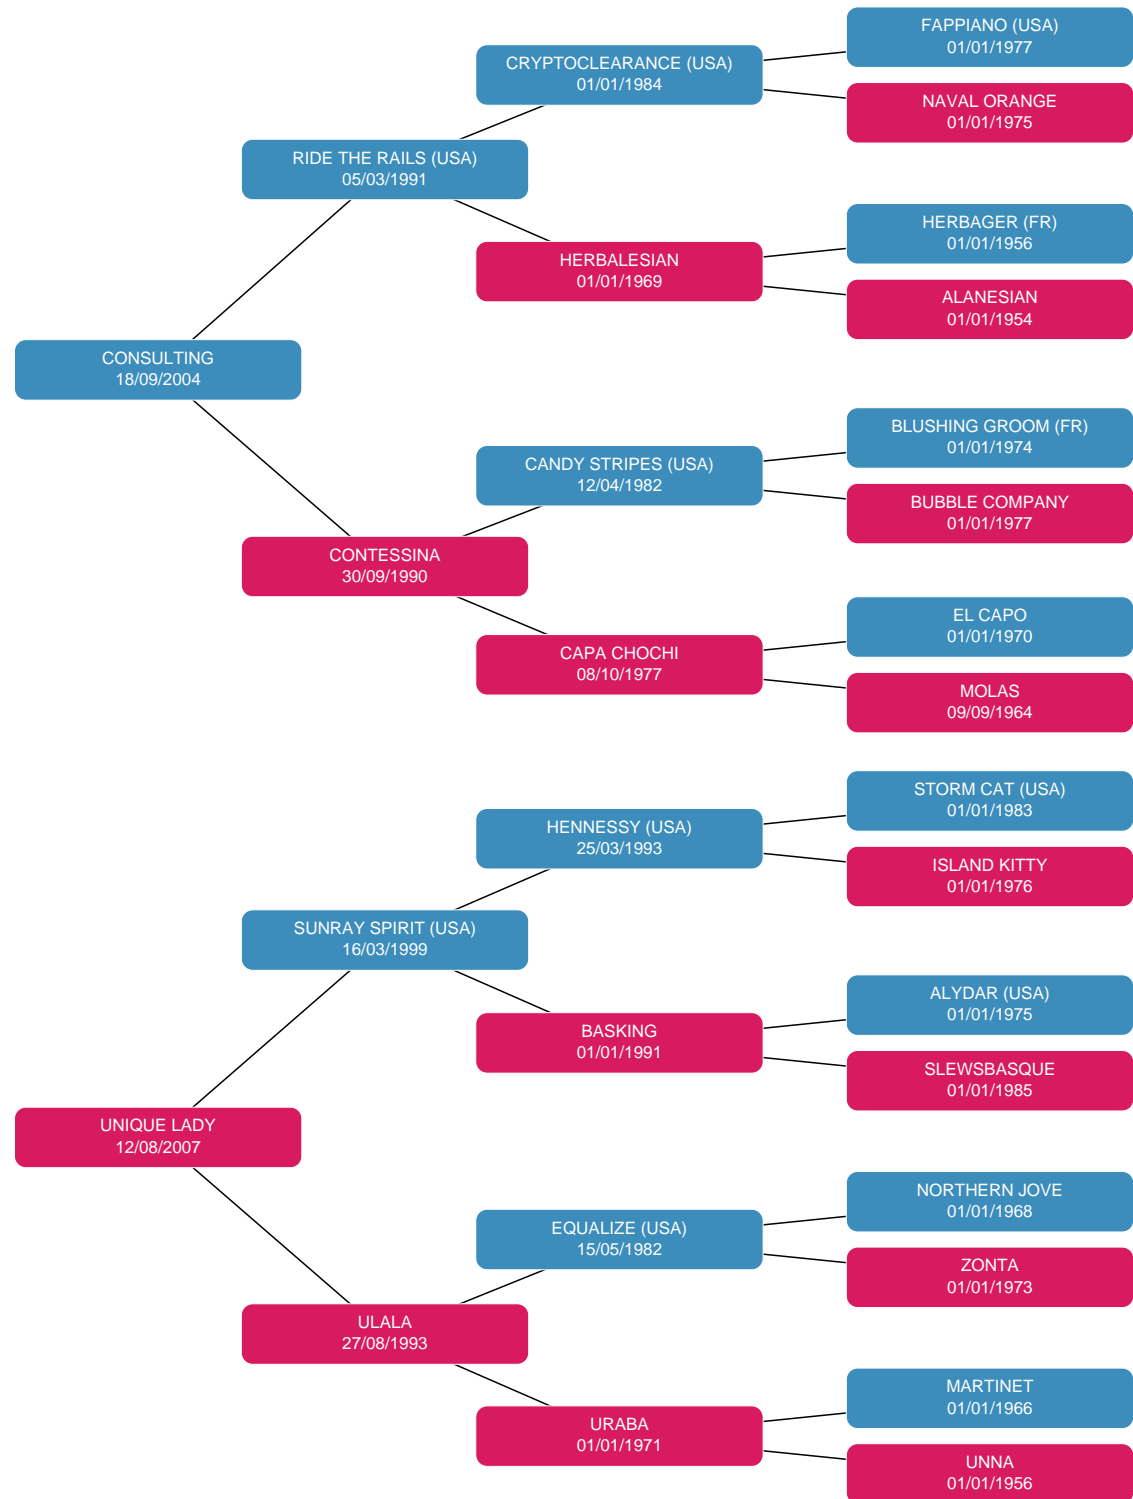 FAPPIANO (USA)
01/01/1977
CRYPTOCLEARANCE (USA)
01/01/1984
NAVAL ORANGE
01/01/1975
RIDE THE RAILS (USA)
05/03/1991
HERBAGER (FR)
01/01/1956
HERBALESIAN
01/01/1969
ALANESIAN
01/01/1954
CONSULTING
18/09/2004
BLUSHING GROOM (FR)
01/01/1974
CANDY STRIPES (USA)
12/04/1982
BUBBLE COMPANY
01/01/1977
CONTESSINA
30/09/1990
EL CAPO
01/01/1970
CAPA CHOCHI
08/10/1977
MOLAS
09/09/1964
STORM CAT (USA)
01/01/1983
HENNESSY (USA)
25/03/1993
ISLAND KITTY
01/01/1976
SUNRAY SPIRIT (USA)
16/03/1999
ALYDAR (USA)
01/01/1975
BASKING
01/01/1991
SLEWSBASQUE
01/01/1985
UNIQUE LADY
12/08/2007
NORTHERN JOVE
01/01/1968
EQUALIZE (USA)
15/05/1982
ZONTA
01/01/1973
ULALA
27/08/1993
MARTINET
01/01/1966
URABA
01/01/1971
UNNA
01/01/1956